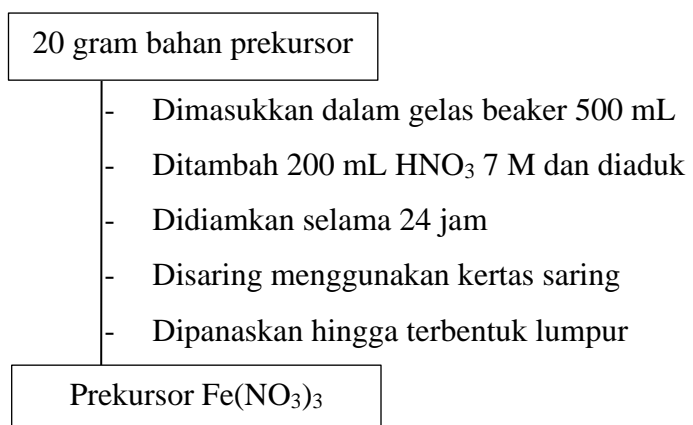 20 gram bahan prekursor
- Dimasukkan dalam gelas beaker 500 mL
- Ditambah 200 mL HNO₃ 7 M dan diaduk
- Didiamkan selama 24 jam
- Disaring menggunakan kertas saring
- Dipanaskan hingga terbentuk lumpur
Prekursor Fe(NO₃)₃